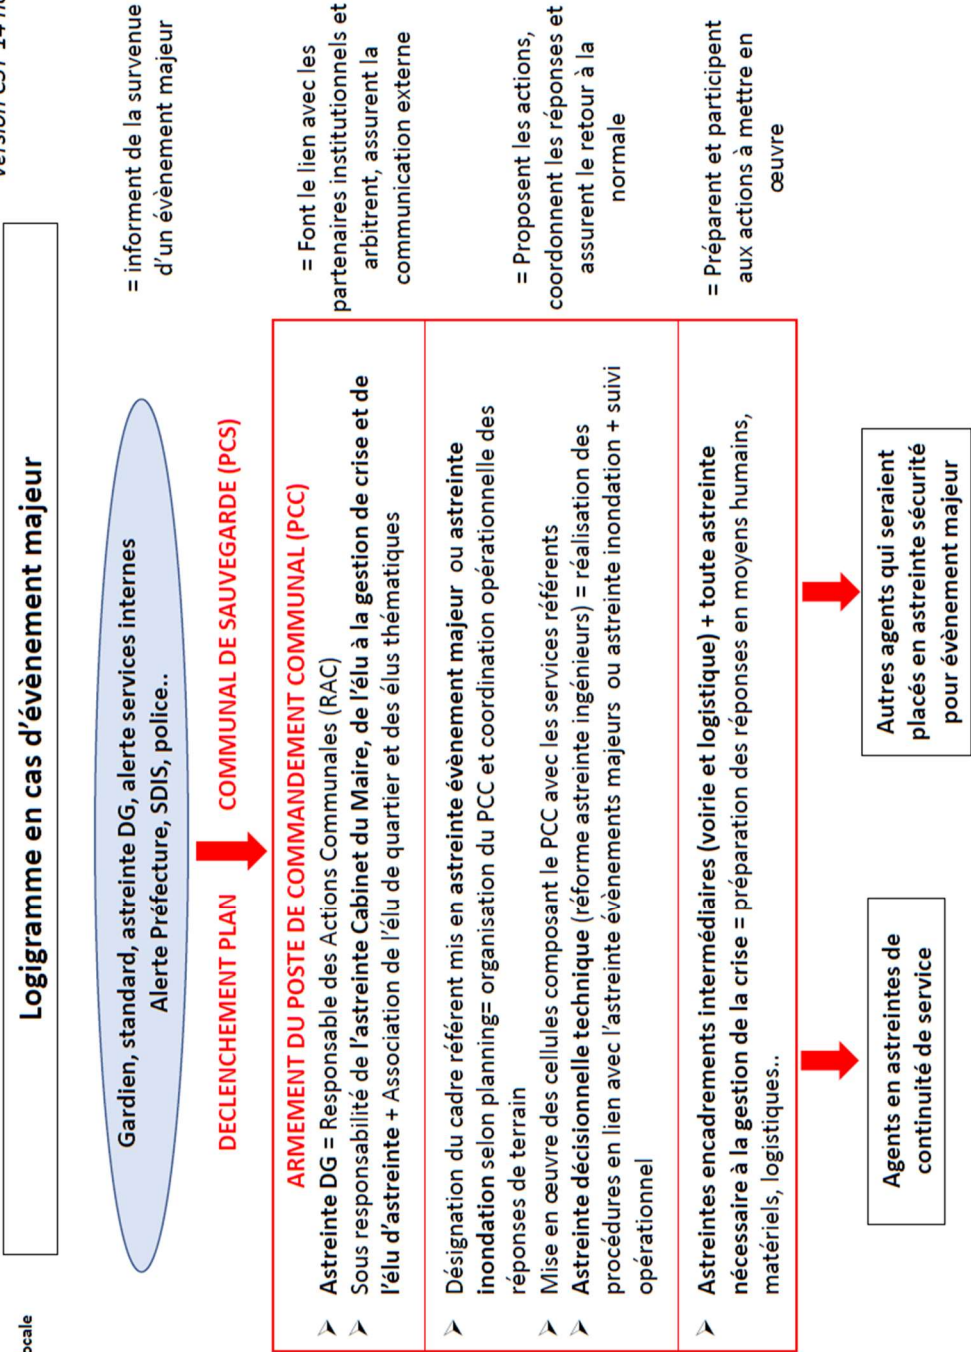 ocale
version CST 14 no
Logigramme en cas d'évènement majeur
Gardien, standard, astreinte DG, alerte services internes
Alerte Préfecture, SDIS, police..
= informent de la survenue
d'un évènement majeur
DECLENCHEMENT PLAN COMMUNAL DE SAUVEGARDE (PCS)
ARMEMENT DU POSTE DE COMMANDEMENT COMMUNAL (PCC)
➢ Astreinte DG = Responsable des Actions Communales (RAC)
➢ Sous responsabilité de l'astreinte Cabinet du Maire, de l'élu à la gestion de crise et de
l'élu d'astreinte + Association de l'élu de quartier et des élus thématiques
= Font le lien avec les
partenaires institutionnels et
arbitrent, assurent la
communication externe
➢ Désignation du cadre référent mis en astreinte évènement majeur ou astreinte
inondation selon planning= organisation du PCC et coordination opérationnelle des
réponses de terrain
➢ Mise en œuvre des cellules composant le PCC avec les services référents
➢ Astreinte décisionnelle technique (réforme astreinte ingénieurs) = réalisation des
procédures en lien avec l'astreinte évènements majeurs ou astreinte inondation + suivi
opérationnel
= Proposent les actions,
coordonnent les réponses et
assurent le retour à la
normale
➢ Astreintes encadrements intermédiaires (voirie et logistique) + toute astreinte
nécessaire à la gestion de la crise = préparation des réponses en moyens humains,
matériels, logistiques..
= Préparent et participent
aux actions à mettre en
œuvre
Agents en astreintes de
continuité de service
Autres agents qui seraient
placés en astreinte sécurité
pour évènement majeur